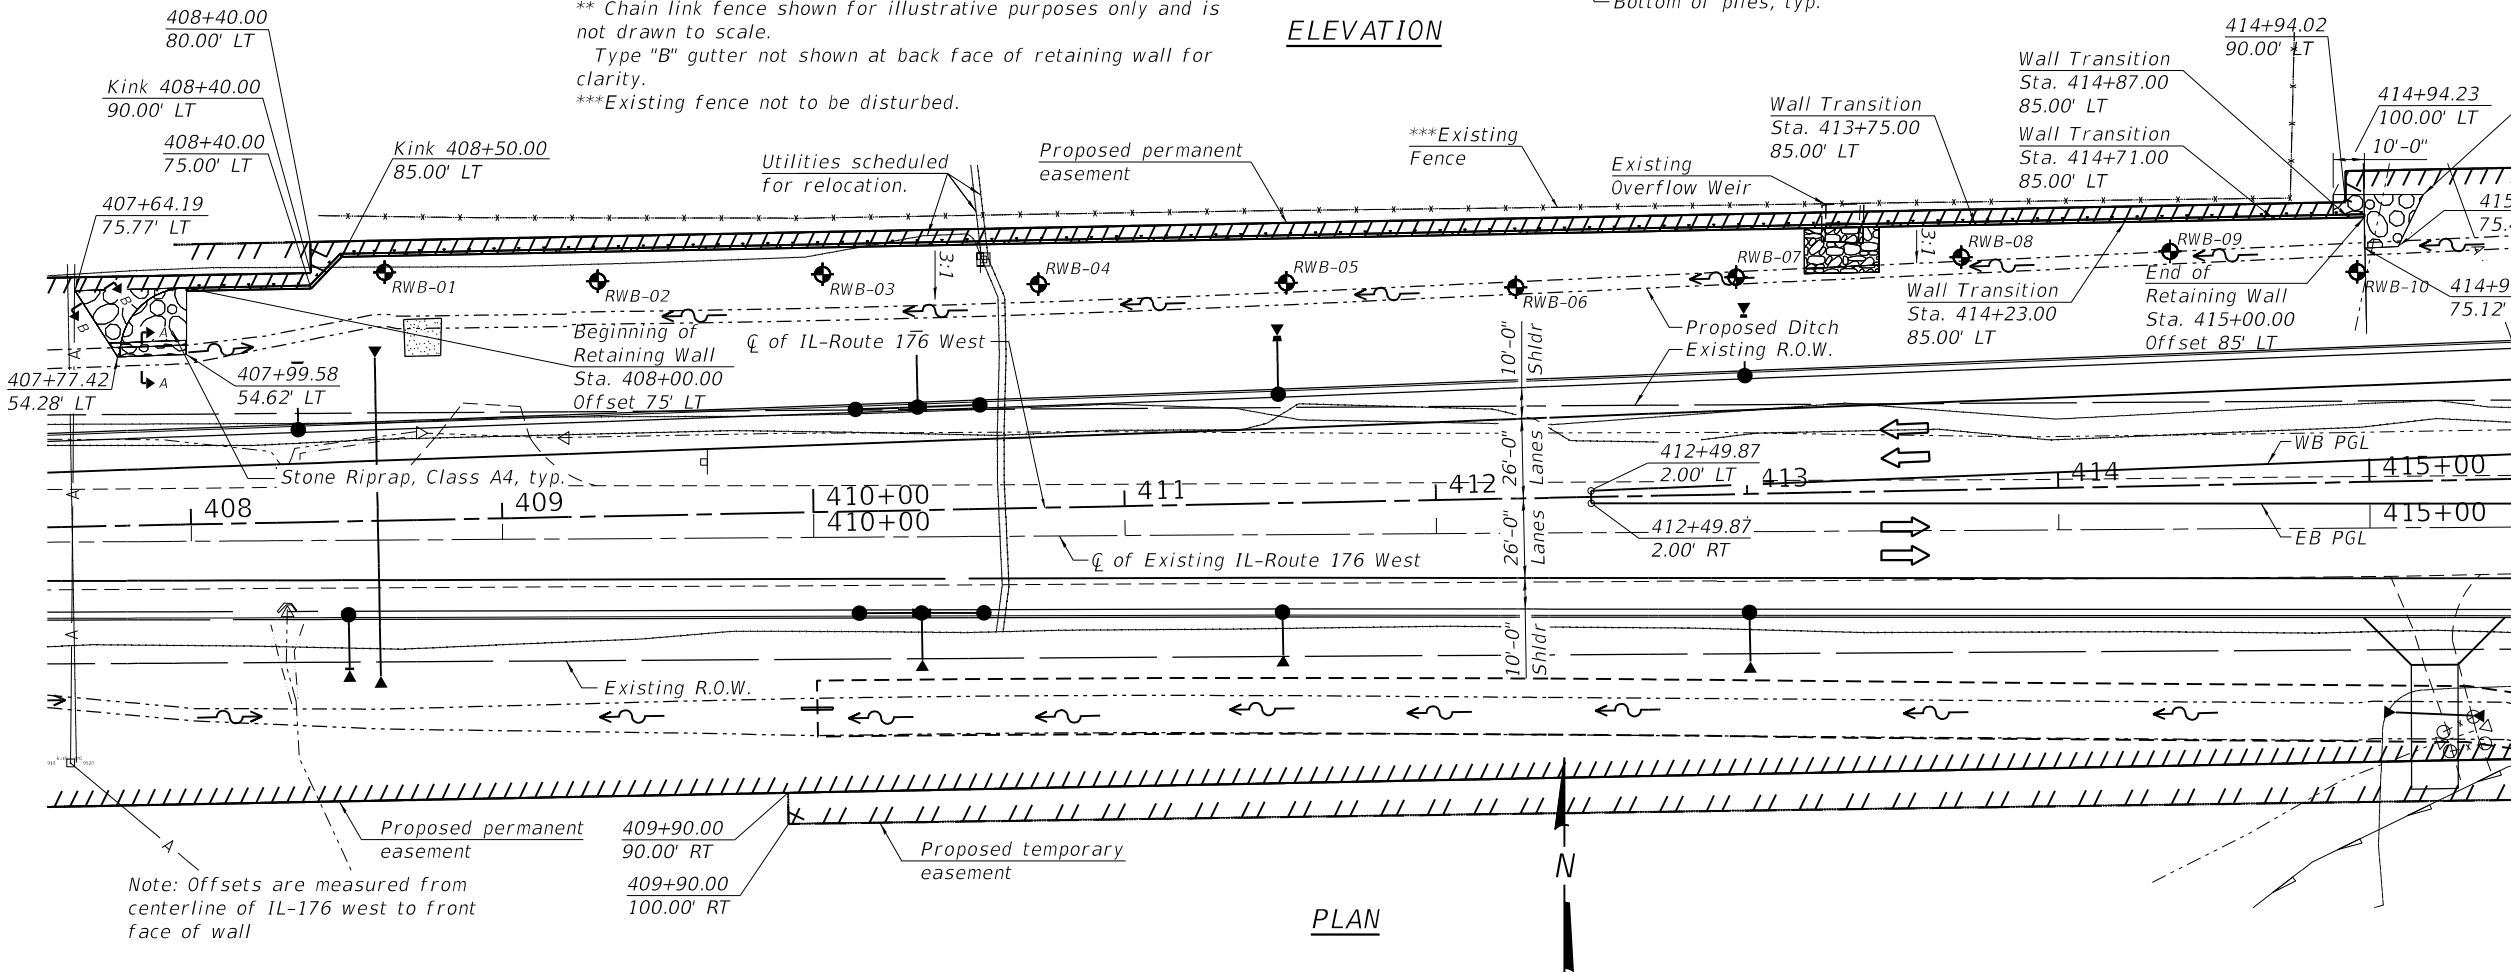 ** Chain link fence shown for illustrative purposes only and is
not drawn to scale.
Type "B" gutter not shown at back face of retaining wall for
clarity.
***Existing fence not to be disturbed.
ELEVATION
Bottom of piles, typ.
408+40.00
80.00' LT
Kink 408+40.00
90.00' LT
408+40.00
75.00' LT
407+64.19
75.77' LT
Kink 408+50.00
85.00' LT
Utilities scheduled
for relocation.
Proposed permanent
easement
***Existing
Fence
Existing
Overflow Weir
Wall Transition
Sta. 413+75.00
85.00' LT
Wall Transition
Sta. 414+87.00
85.00' LT
Wall Transition
Sta. 414+71.00
85.00' LT
414+94.02
90.00' LT
414+94.23
100.00' LT
10'-0"
415
75.
RWB-01
RWB-02
RWB-03
RWB-04
RWB-05
RWB-06
RWB-07
RWB-08
RWB-09
RWB-10
3:1
3:1
B
B
A
A
407+77.42
54.28' LT
407+99.58
54.62' LT
Beginning of
Retaining Wall
Sta. 408+00.00
Offset 75' LT
℄ of IL-Route 176 West
10'-0"
Shldr
Proposed Ditch
Existing R.O.W.
Wall Transition
Sta. 414+23.00
85.00' LT
End of
Retaining Wall
Sta. 415+00.00
Offset 85' LT
414+9
75.12'
Stone Riprap, Class A4, typ.
26'-0"
Lanes
412+49.87
2.00' LT
WB PGL
408
409
410+00
411
412
413
414
415+00
410+00
26'-0"
Lanes
412+49.87
2.00' RT
415+00
EB PGL
℄ of Existing IL-Route 176 West
10'-0"
Shldr
Existing R.O.W.
A
A
A
A
Proposed permanent
easement
409+90.00
90.00' RT
409+90.00
100.00' RT
Proposed temporary
easement
N
Note: Offsets are measured from
centerline of IL-176 west to front
face of wall
PLAN